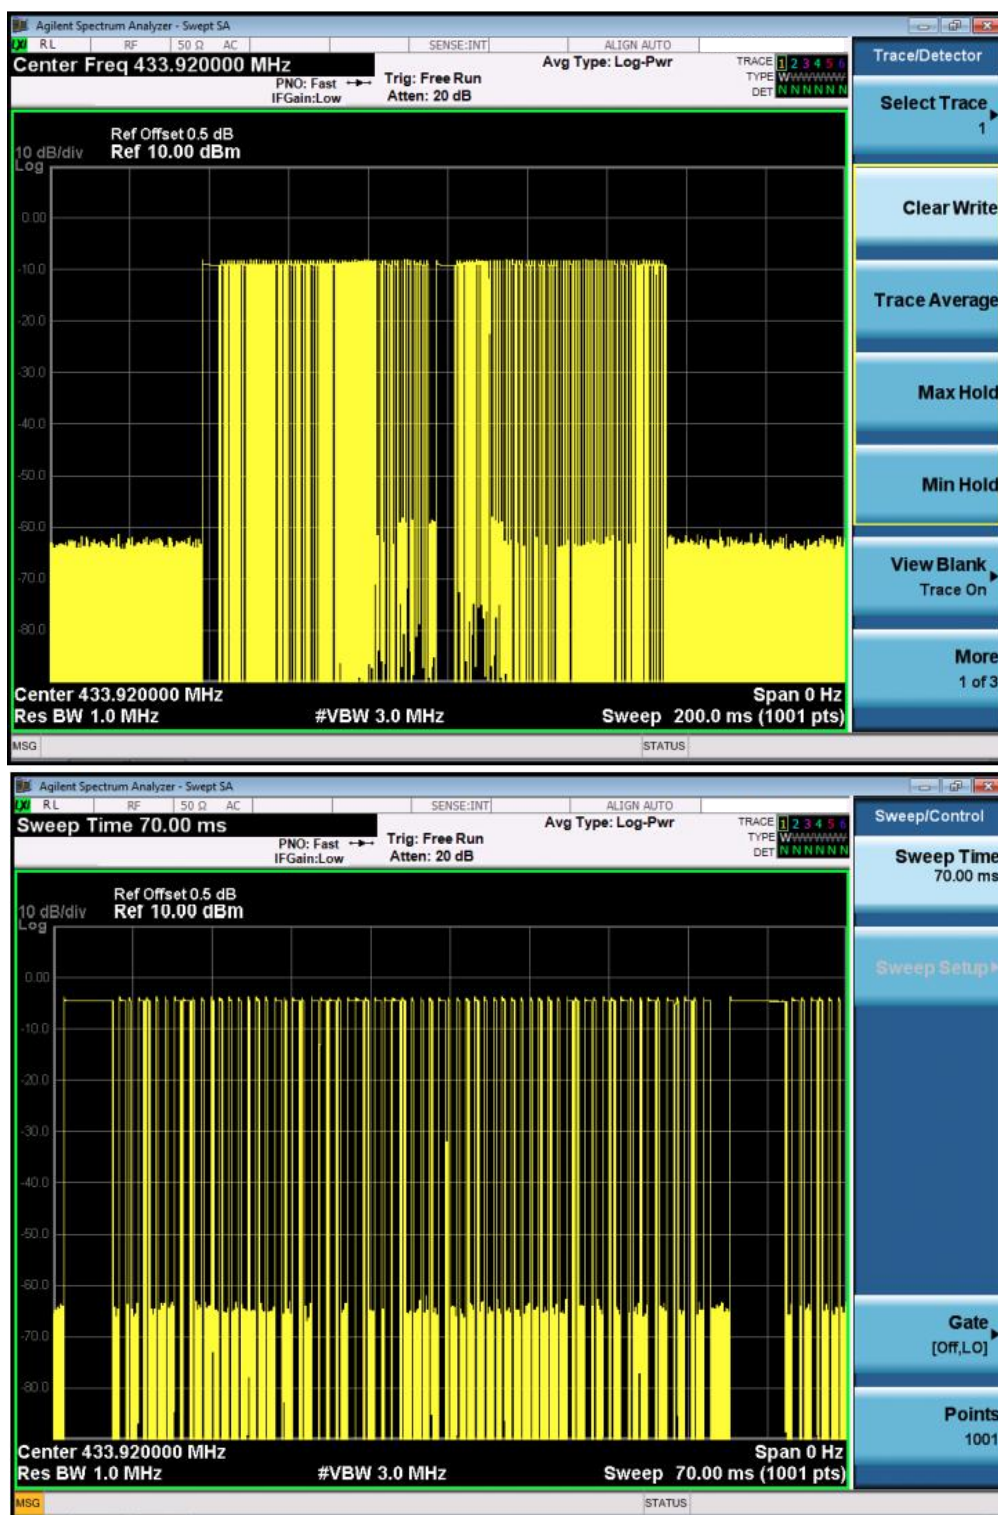 Agilent Spectrum Analyzer - Swept SA
LXI RL RF 50 Ω AC SENSE:INT ALIGN AUTO
Center Freq 433.920000 MHz
PNO: Fast
IFGain:Low
Trig: Free Run
Atten: 20 dB
Avg Type: Log-Pwr
TRACE 1 2 3 4 5 6
TYPE WWWWWW
DET N N N N N N
Ref Offset 0.5 dB
10 dB/div Ref 10.00 dBm
Log
0.00
-10.0
-20.0
-30.0
-40.0
-50.0
-60.0
-70.0
-80.0
Center 433.920000 MHz Span 0 Hz
Res BW 1.0 MHz #VBW 3.0 MHz Sweep 200.0 ms (1001 pts)
MSG STATUS
Trace/Detector
Select Trace
1
Clear Write
Trace Average
Max Hold
Min Hold
View Blank
Trace On
More
1 of 3
Agilent Spectrum Analyzer - Swept SA
LXI RL RF 50 Ω AC SENSE:INT ALIGN AUTO
Sweep Time 70.00 ms
PNO: Fast
IFGain:Low
Trig: Free Run
Atten: 20 dB
Avg Type: Log-Pwr
TRACE 1 2 3 4 5 6
TYPE WWWWWW
DET N N N N N N
Ref Offset 0.5 dB
10 dB/div Ref 10.00 dBm
Log
0.00
-10.0
-20.0
-30.0
-40.0
-50.0
-60.0
-70.0
-80.0
Center 433.920000 MHz Span 0 Hz
Res BW 1.0 MHz #VBW 3.0 MHz Sweep 70.00 ms (1001 pts)
MSG STATUS
Sweep/Control
Sweep Time
70.00 ms
Sweep Setup
Gate
[Off,LO]
Points
1001